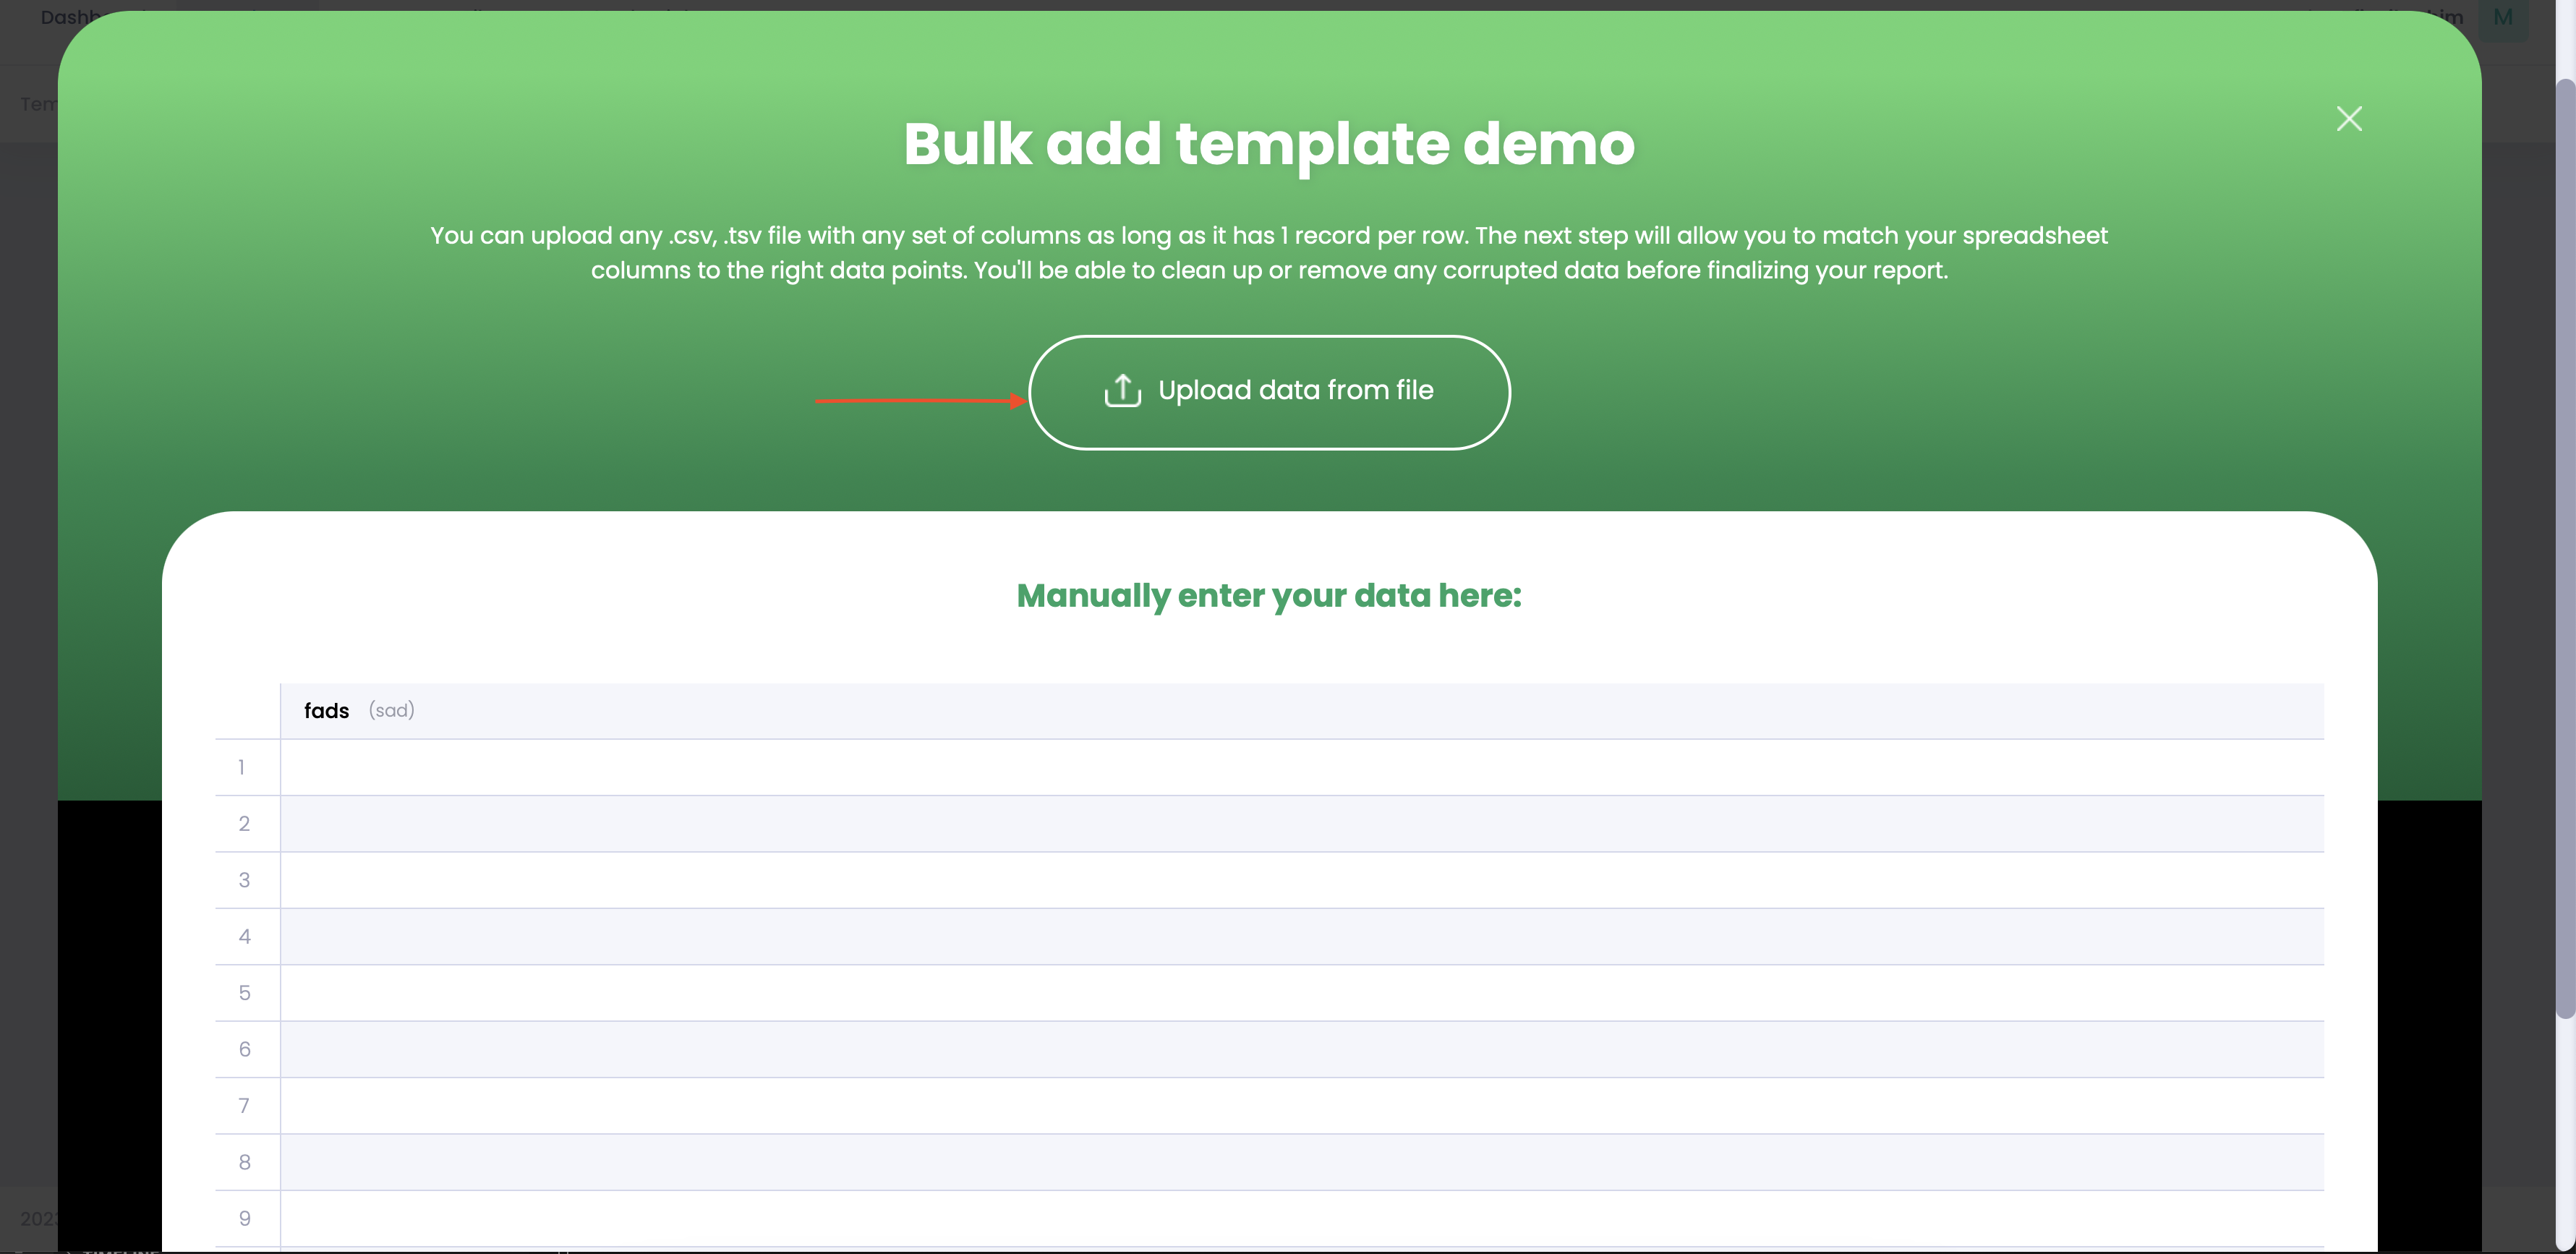 Bulk add template demo
You can upload any .csv, .tsv file with any set of columns as long as it has 1 record per row. The next step will allow you to match your spreadsheet
columns to the right data points. You'll be able to clean up or remove any corrupted data before finalizing your report.
Upload data from file
Manually enter your data here:
fads (sad)
1
2
3
4
5
6
7
8
9
M